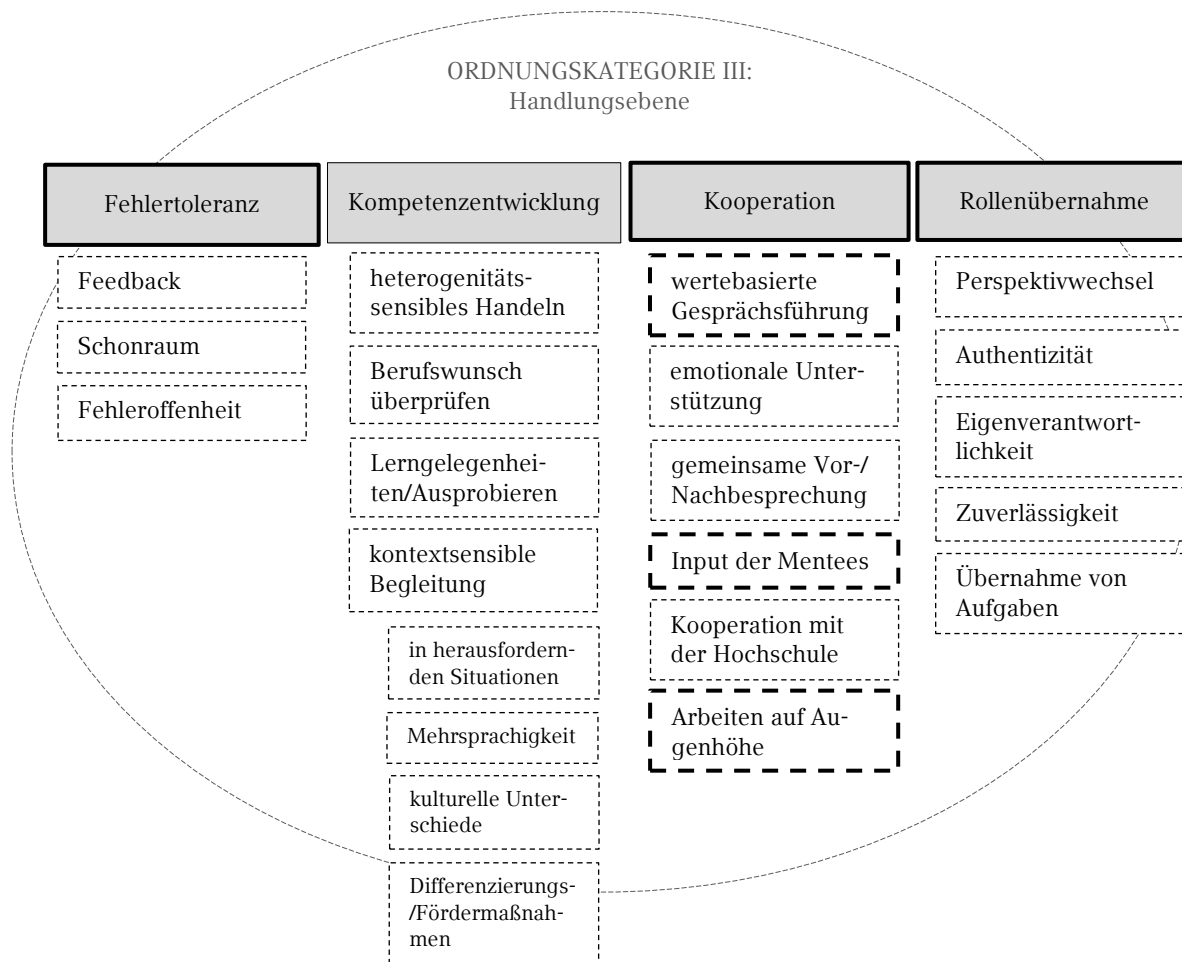 ORDNUNGSKATEGORIE III:
Handlungsebene
Fehlertoleranz
Feedback
Schonraum
Fehleroffenheit
Kompetenzentwicklung
heterogenitäts-
sensibles Handeln
Berufswunsch
überprüfen
Lerngelegenhei-
ten/Ausprobieren
kontextsensible
Begleitung
in herausfordern-
den Situationen
Mehrsprachigkeit
kulturelle Unter-
schiede
Differenzierungs-
/Fördermaßnah-
men
Kooperation
wertebasierte
Gesprächsführung
emotionale Unter-
stützung
gemeinsame Vor-/
Nachbesprechung
Input der Mentees
Kooperation mit
der Hochschule
Arbeiten auf Au-
genhöhe
Rollenübernahme
Perspektivwechsel
Authentizität
Eigenverantwort-
lichkeit
Zuverlässigkeit
Übernahme von
Aufgaben